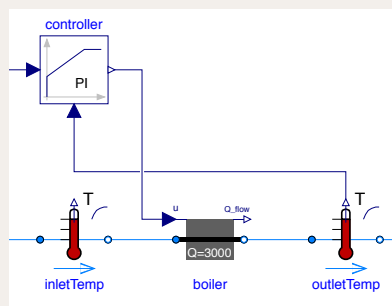 controller
PI
T
u
Q_flow
T
Q=3000
inletTemp
boiler
outletTemp